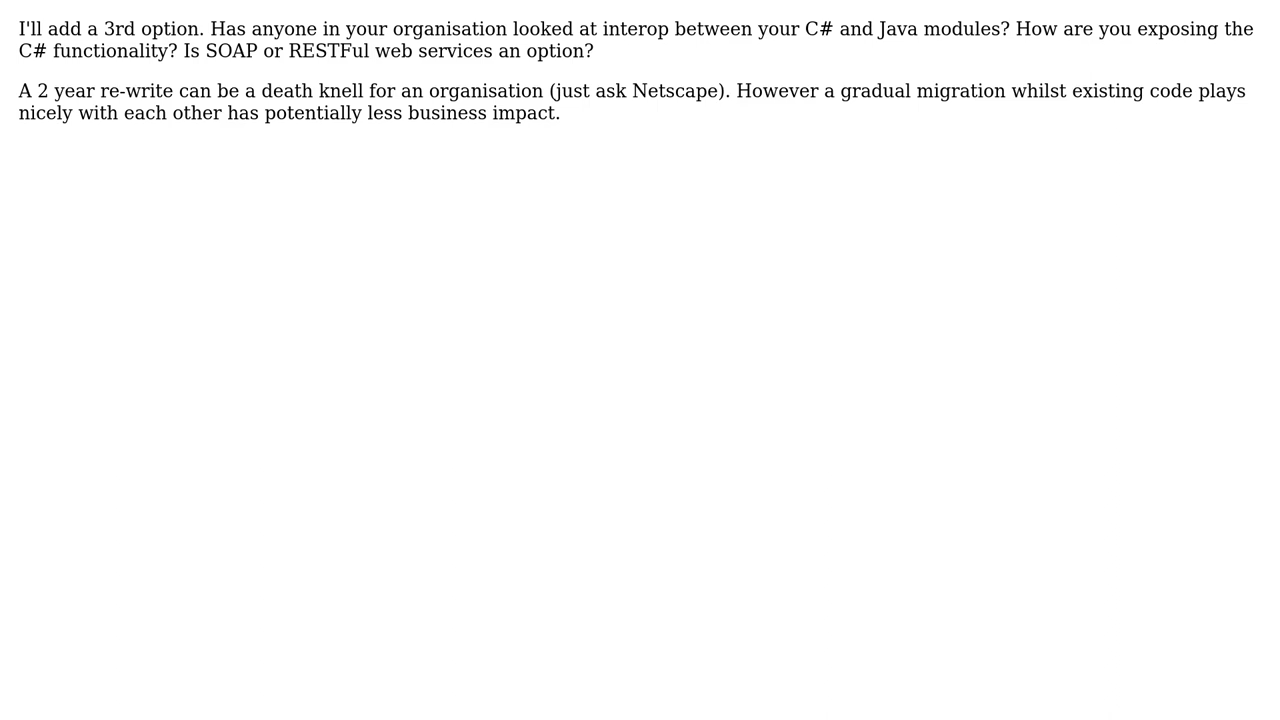 I'll add a 3rd option. Has anyone in your organisation looked at interop between your C# and Java modules? How are you exposing the
C# functionality? Is SOAP or RESTFul web services an option?
A 2 year re-write can be a death knell for an organisation (just ask Netscape). However a gradual migration whilst existing code plays
nicely with each other has potentially less business impact.